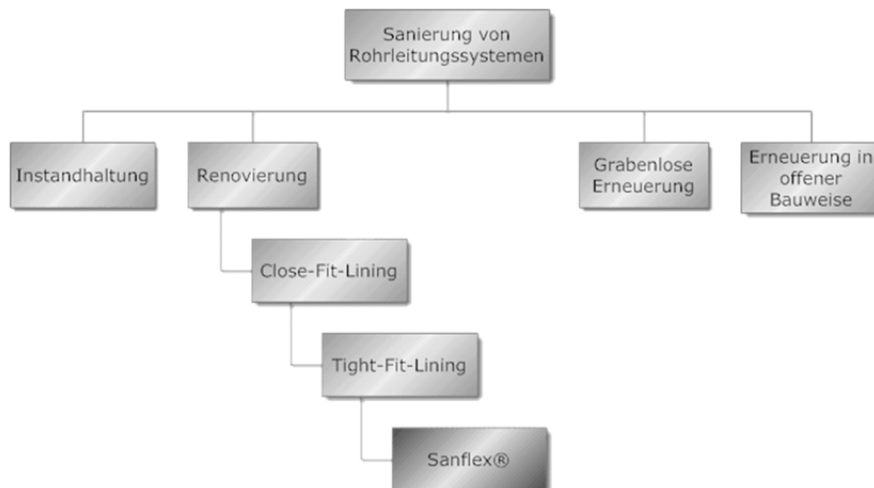 Sanierung von
Rohrleitungssystemen
Instandhaltung
Renovierung
Grabenlose
Erneuerung
Erneuerung in
offener
Bauweise
Close-Fit-Lining
Tight-Fit-Lining
Sanflex®